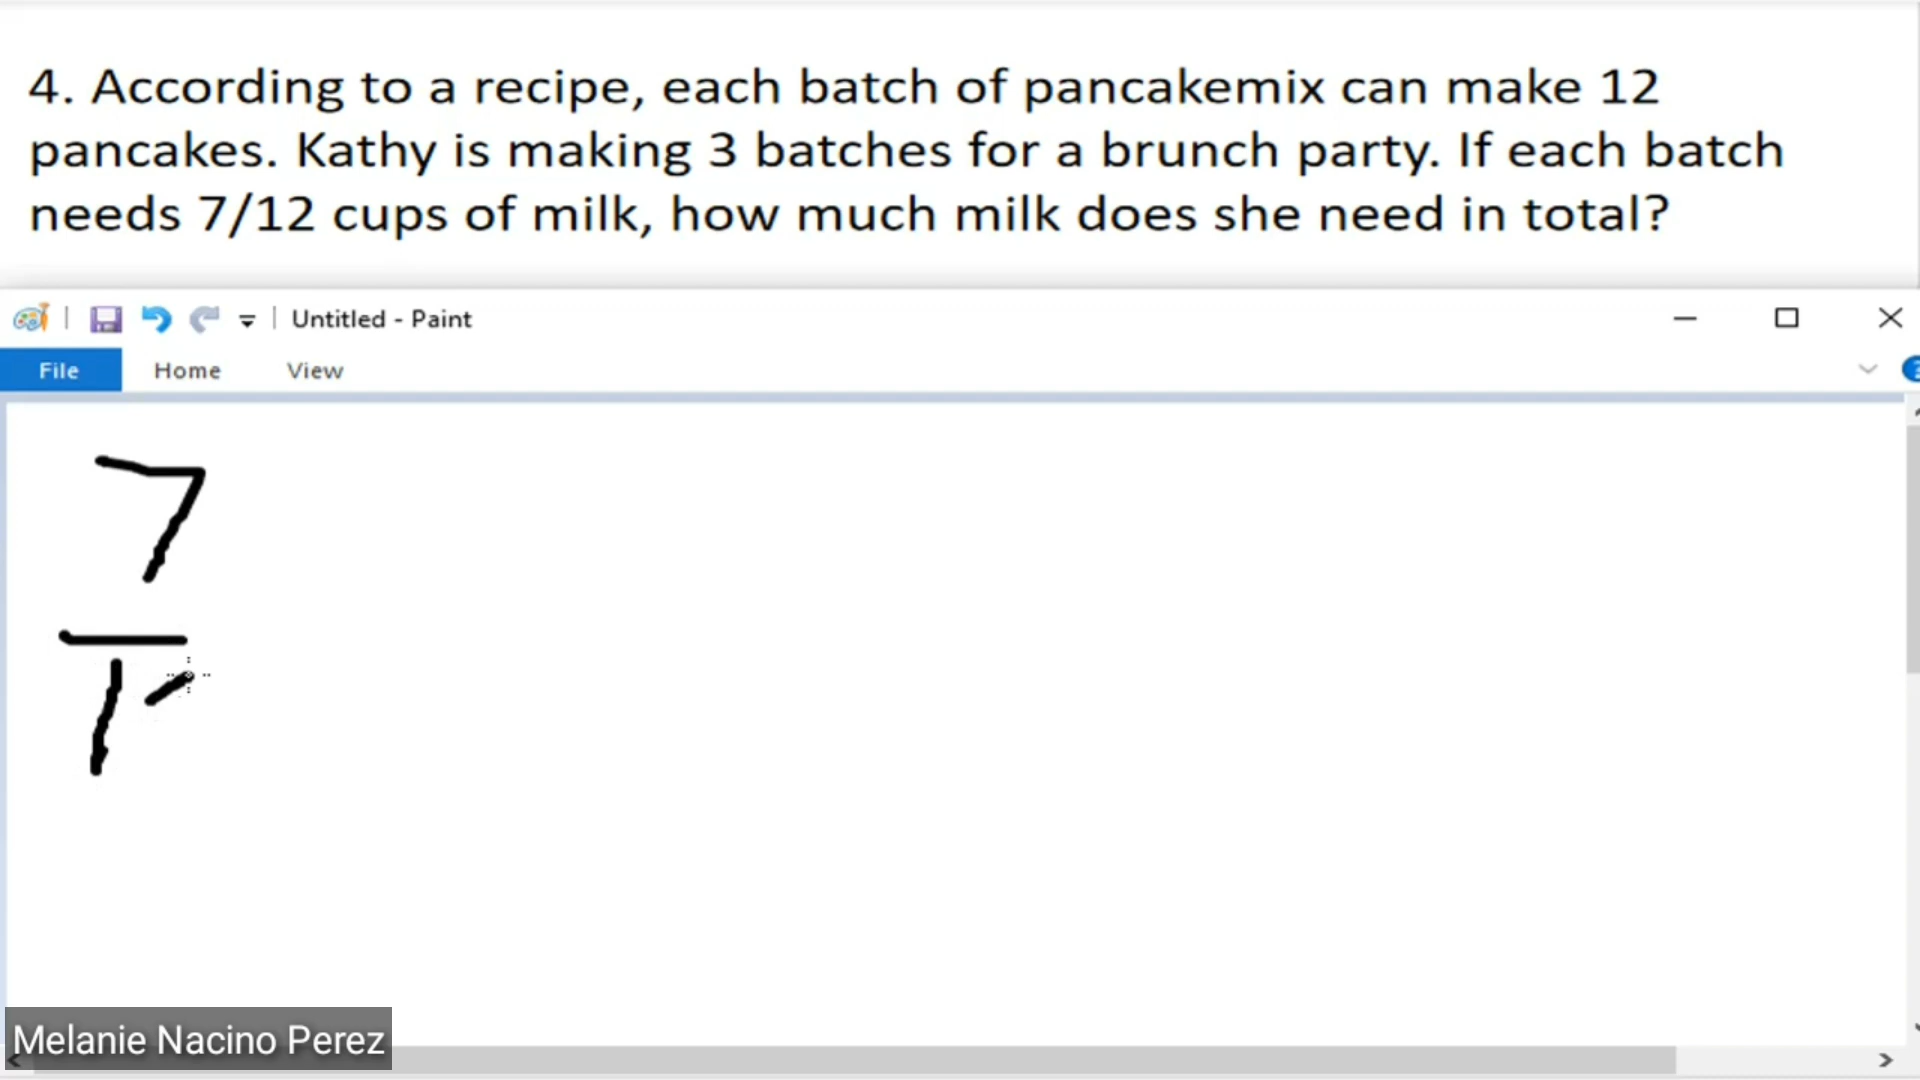 4. According to a recipe, each batch of pancakemix can make 12
pancakes. Kathy is making 3 batches for a brunch party. If each batch
needs 7/12 cups of milk, how much milk does she need in total?
Untitled - Paint
File Home View
7
1
Melanie Nacino Perez